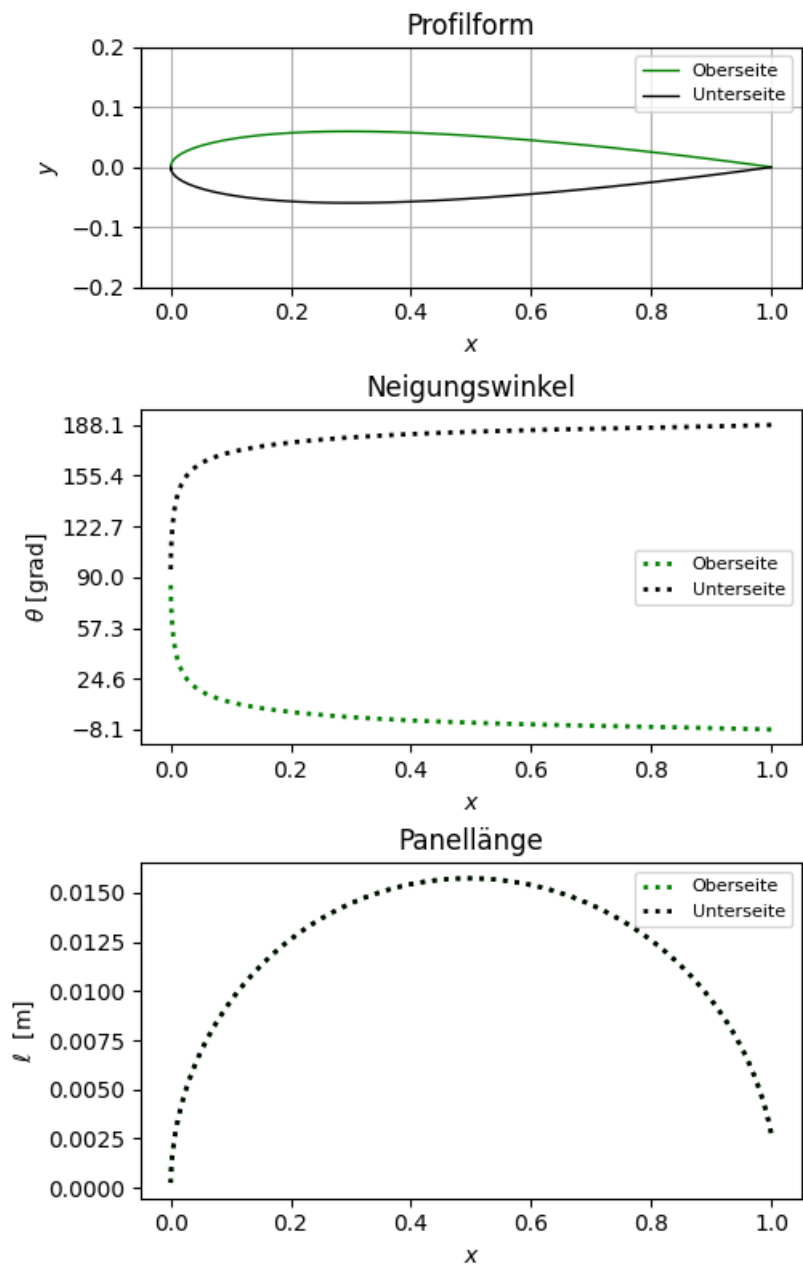 Profilform
0.2
0.1
0.0
−0.1
−0.2
y
Oberseite
Unterseite
0.0 0.2 0.4 0.6 0.8 1.0
x
Neigungswinkel
188.1
155.4
122.7
90.0
57.3
24.6
−8.1
θ [grad]
Oberseite
Unterseite
0.0 0.2 0.4 0.6 0.8 1.0
x
Panellänge
0.0150
0.0125
0.0100
0.0075
0.0050
0.0025
0.0000
ℓ [m]
Oberseite
Unterseite
0.0 0.2 0.4 0.6 0.8 1.0
x